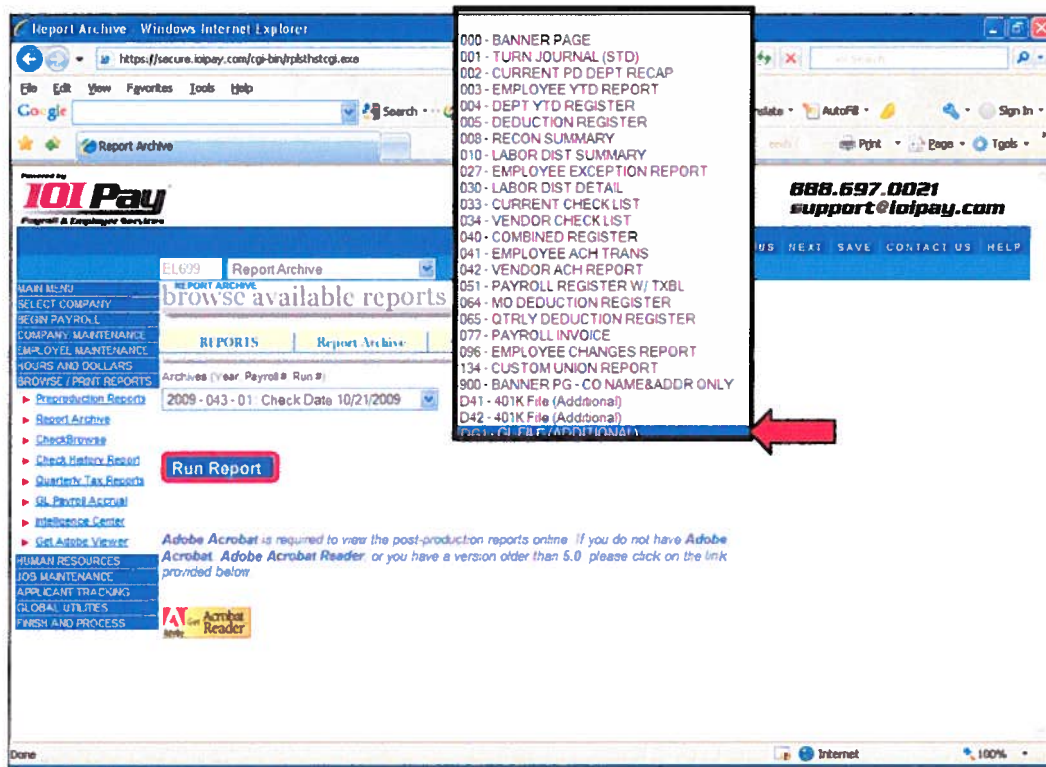 Report Archive - Windows Internet Explorer
https://secure.ioipay.com/cgi-bin/rplsthstcgi.exe
File Edit View Favorites Tools Help
Google
Search
AutoFill
Sign In
Report Archive
Print Page Tools
Powered by
IOI Pay
Payroll & Employer Services
888.697.0021
support@ioipay.com
US NEXT SAVE CONTACT US HELP
EL699 Report Archive
REPORT ARCHIVE
browse available reports
REPORTS Report Archive
Archives (Year Payroll# Run #)
2009 - 043 - 01: Check Date 10/21/2009
Run Report
Adobe Acrobat is required to view the post-production reports online If you do not have Adobe
Acrobat Adobe Acrobat Reader, or you have a version older than 5.0 please click on the link
provided below
Get Acrobat
Adobe Reader
MAIN MENU
SELECT COMPANY
BEGIN PAYROLL
COMPANY MAINTENANCE
EMPLOYEE MAINTENANCE
HOURS AND DOLLARS
BROWSE / PRINT REPORTS
Preproduction Reports
Report Archive
CheckBrowse
Check History Report
Quarterly Tax Reports
GL Payroll Accrual
Intelligence Center
Get Adobe Viewer
HUMAN RESOURCES
JOB MAINTENANCE
APPLICANT TRACKING
GLOBAL UTILITIES
FINISH AND PROCESS
000 - BANNER PAGE
001 - TURN JOURNAL (STD)
002 - CURRENT PD DEPT RECAP
003 - EMPLOYEE YTD REPORT
004 - DEPT YTD REGISTER
005 - DEDUCTION REGISTER
008 - RECON SUMMARY
010 - LABOR DIST SUMMARY
027 - EMPLOYEE EXCEPTION REPORT
030 - LABOR DIST DETAIL
033 - CURRENT CHECK LIST
034 - VENDOR CHECK LIST
040 - COMBINED REGISTER
041 - EMPLOYEE ACH TRANS
042 - VENDOR ACH REPORT
051 - PAYROLL REGISTER W/ TXBL
064 - MO DEDUCTION REGISTER
065 - QTRLY DEDUCTION REGISTER
077 - PAYROLL INVOICE
096 - EMPLOYEE CHANGES REPORT
134 - CUSTOM UNION REPORT
900 - BANNER PG - CO NAME&ADDR ONLY
D41 - 401K File (Additional)
D42 - 401K File (Additional)
DG1 - GL FILE (ADDITIONAL)
Done
Internet
100%